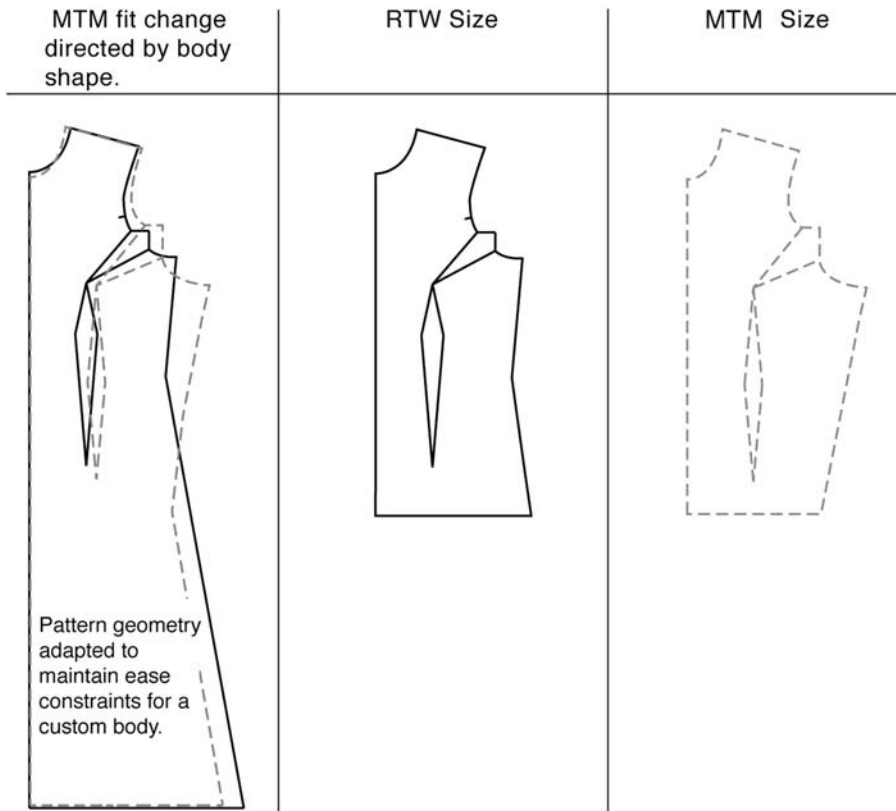 MTM fit change
directed by body
shape.
RTW Size
MTM Size
Pattern geometry
adapted to
maintain ease
constraints for a
custom body.